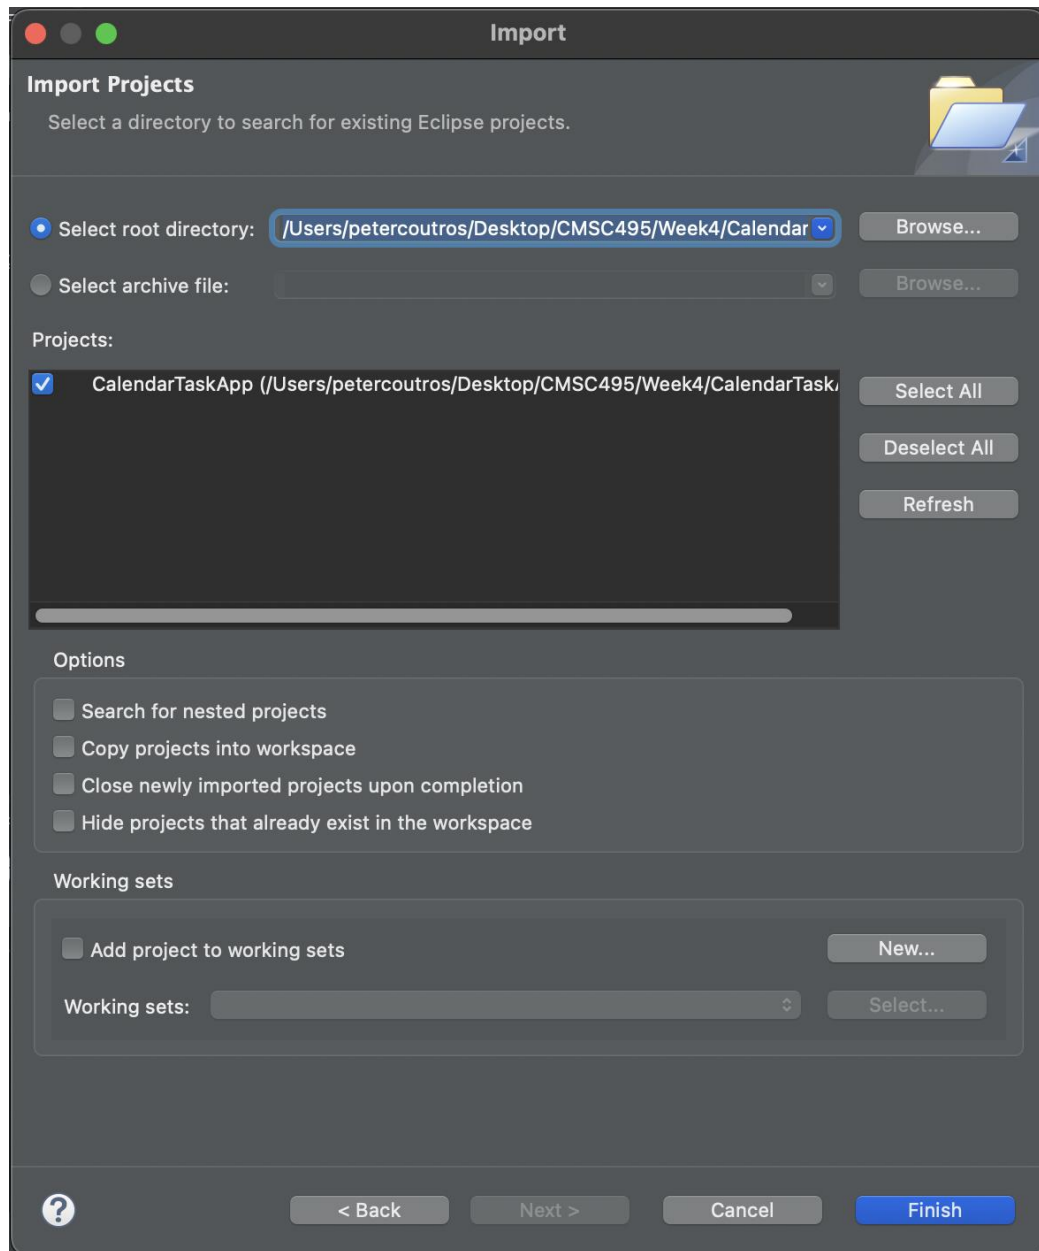 Import
Import Projects
Select a directory to search for existing Eclipse projects.
Select root directory: /Users/petercoutros/Desktop/CMSC495/Week4/Calendar Browse...
Select archive file: Browse...
Projects:
CalendarTaskApp (/Users/petercoutros/Desktop/CMSC495/Week4/CalendarTask Select All
Deselect All
Refresh
Options
Search for nested projects
Copy projects into workspace
Close newly imported projects upon completion
Hide projects that already exist in the workspace
Working sets
Add project to working sets New...
Working sets: Select...
? < Back Next > Cancel Finish